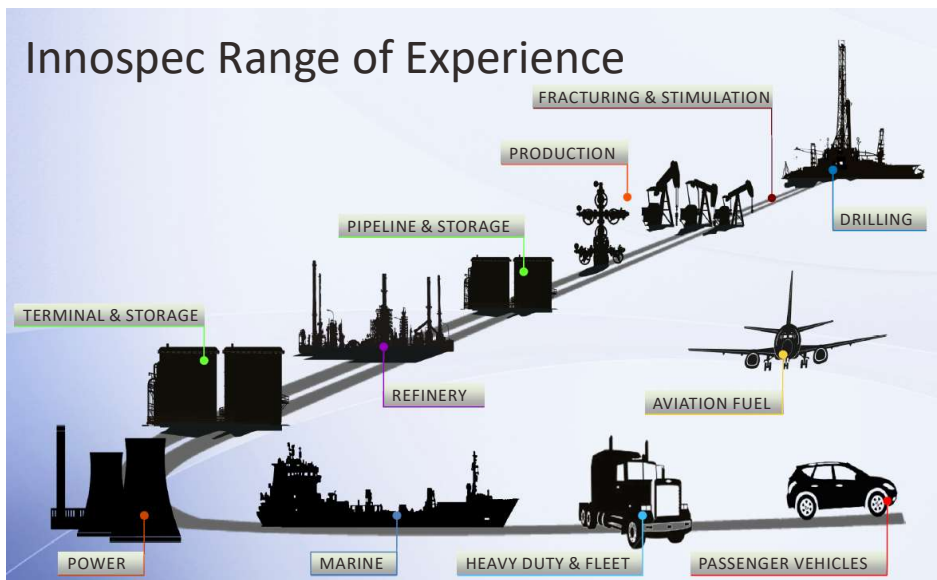 Innospec Range of Experience
FRACTURING & STIMULATION
PRODUCTION
DRILLING
PIPELINE & STORAGE
TERMINAL & STORAGE
REFINERY
AVIATION FUEL
POWER
MARINE
HEAVY DUTY & FLEET
PASSENGER VEHICLES